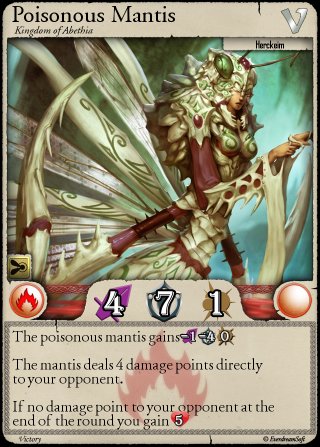 Poisonous Mantis
V
Kingdom of Abethia
Herckeim
4 7 1
The poisonous mantis gains -1 -4 0
The mantis deals 4 damage points directly
to your opponent.
If no damage point to your opponent at the
end of the round you gain 5
Victory
© EverdreamSoft